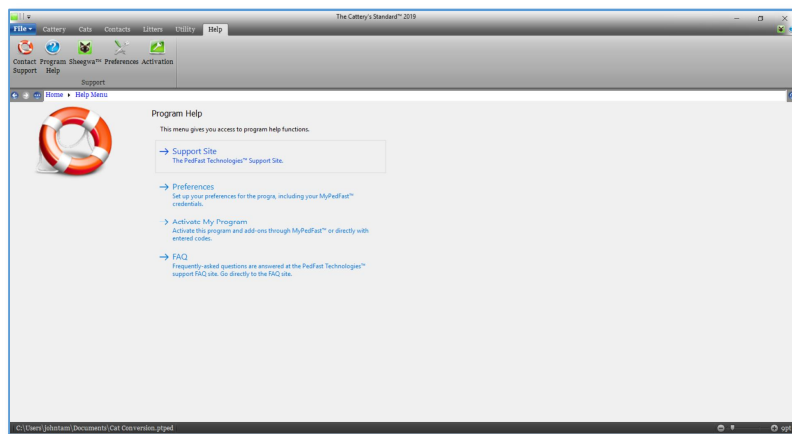 The Cattery's Standard™ 2019
File Cattery Cats Contacts Litters Utility Help
Contact Support Program Help Sheegwa™ Preferences Activation
Support
Home Help Menu
Program Help
This menu gives you access to program help functions.
Support Site
The PedFast Technologies™ Support Site.
Preferences
Set up your preferences for the progra, including your MyPedFast™
credentials.
Activate My Program
Activate this program and add-ons through MyPedFast™ or directly with
entered codes.
FAQ
Frequently-asked questions are answered at the PedFast Technologies™
support FAQ site. Go directly to the FAQ site.
C:\Users\johntam\Documents\Cat Conversion.ptped
9pt